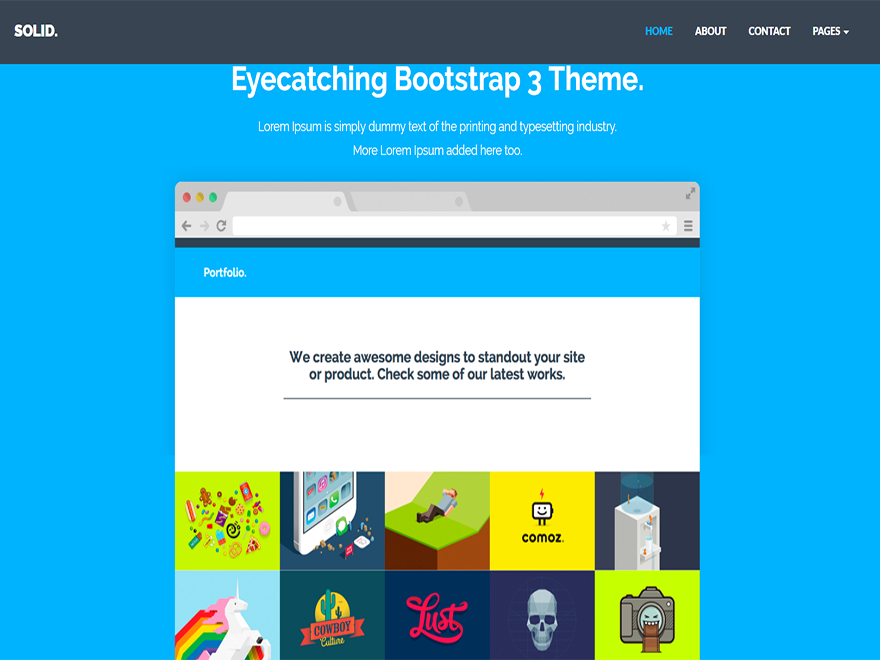 SOLID.
HOME ABOUT CONTACT PAGES
Eyecatching Bootstrap 3 Theme.
Lorem Ipsum is simply dummy text of the printing and typesetting industry.
More Lorem Ipsum added here too.
Portfolio.
We create awesome designs to standout your site
or product. Check some of our latest works.
comoz.
COWBOY
Culture
Lust